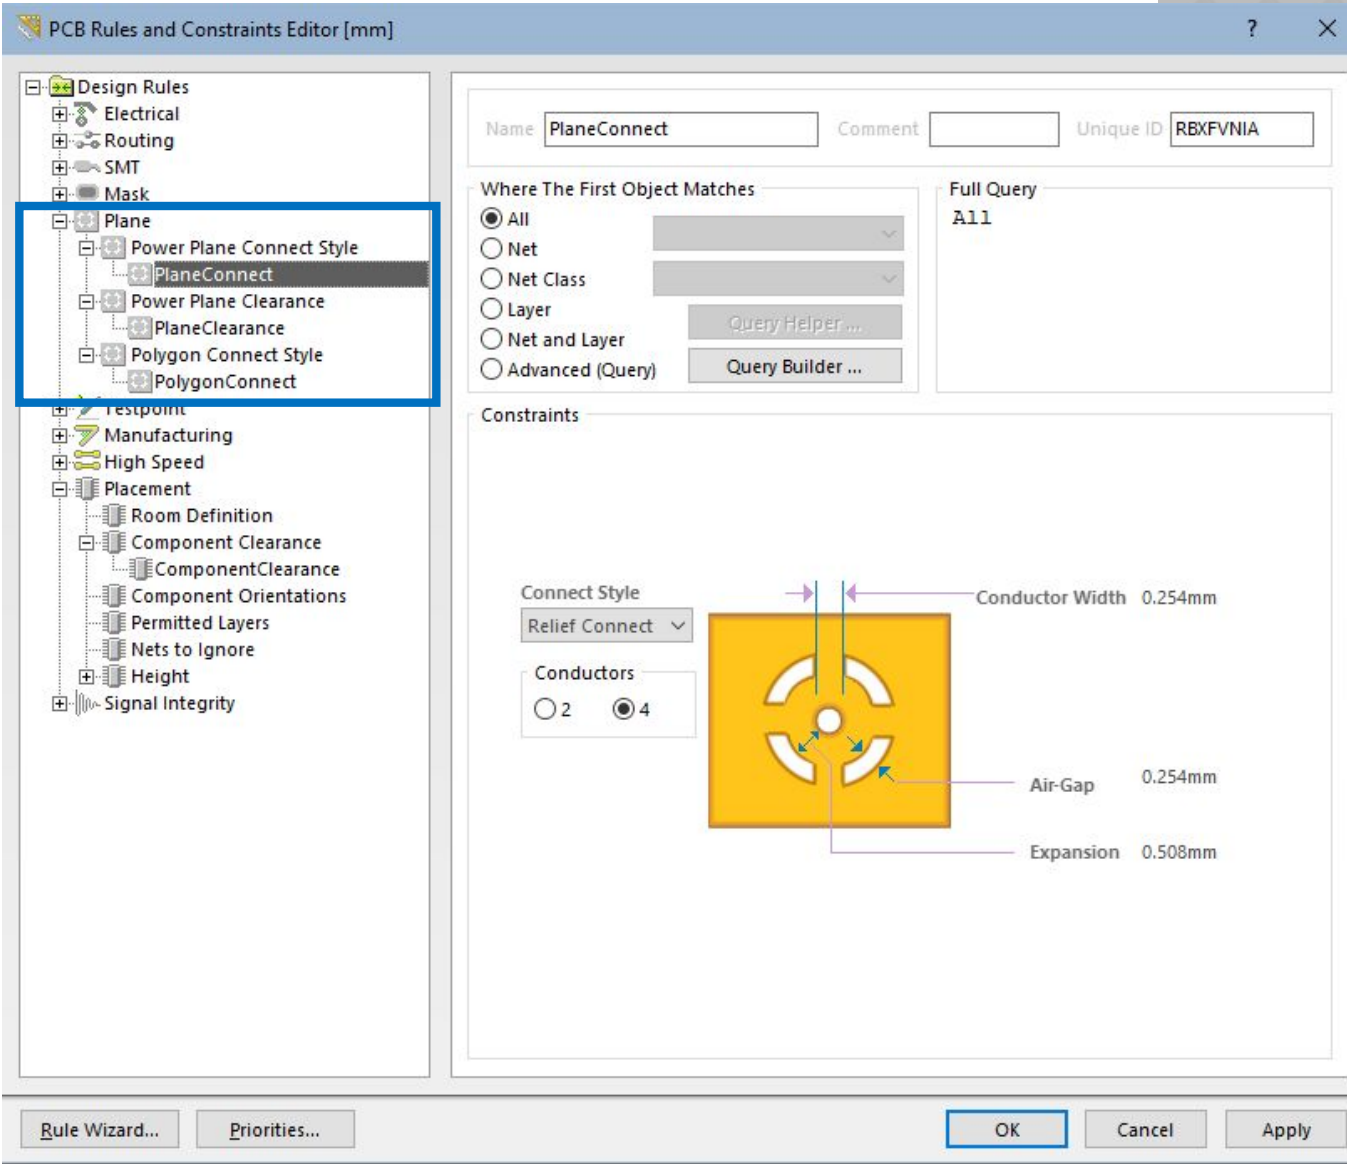 PCB Rules and Constraints Editor [mm]
?
Design Rules
Electrical
Routing
SMT
Mask
Plane
Power Plane Connect Style
PlaneConnect
Power Plane Clearance
PlaneClearance
Polygon Connect Style
PolygonConnect
Testpoint
Manufacturing
High Speed
Placement
Room Definition
Component Clearance
ComponentClearance
Component Orientations
Permitted Layers
Nets to Ignore
Height
Signal Integrity
Name PlaneConnect Comment Unique ID RBXFVNIA
Where The First Object Matches
All
Net
Net Class
Layer
Net and Layer
Advanced (Query)
Query Helper ...
Query Builder ...
Full Query
All
Constraints
Connect Style
Relief Connect
Conductors
2 4
Conductor Width 0.254mm
Air-Gap 0.254mm
Expansion 0.508mm
Rule Wizard... Priorities... OK Cancel Apply